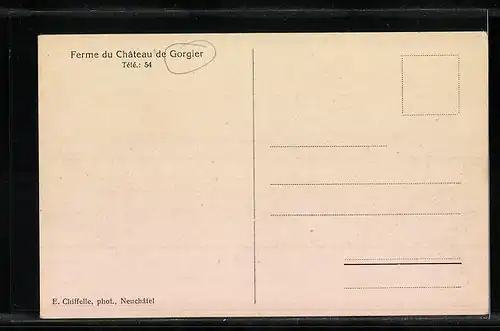 Ferme du Château de Gorgier
Télé.: 54
E. Chiffelle, phot., Neuchâtel